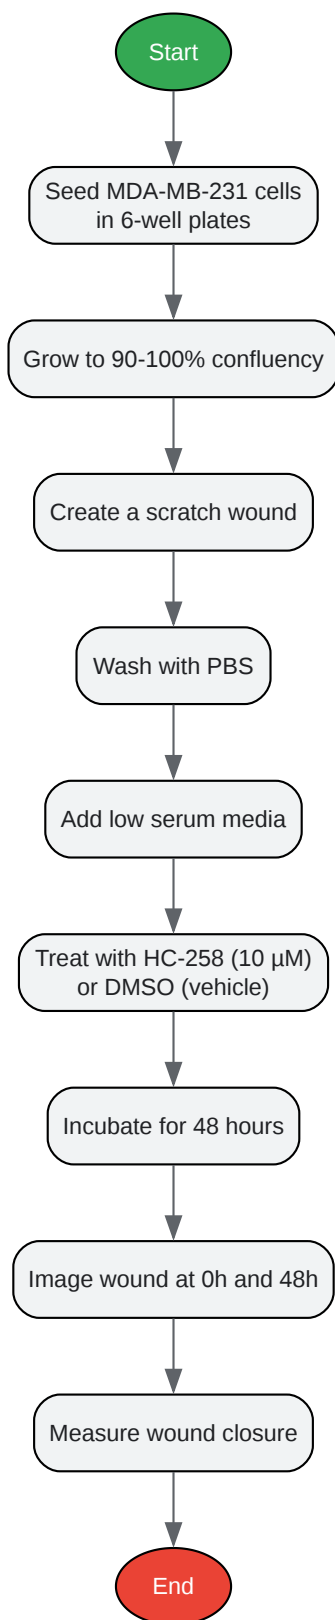 Start
Seed MDA-MB-231 cells
in 6-well plates
Grow to 90-100% confluency
Create a scratch wound
Wash with PBS
Add low serum media
Treat with HC-258 (10 µM)
or DMSO (vehicle)
Incubate for 48 hours
Image wound at 0h and 48h
Measure wound closure
End